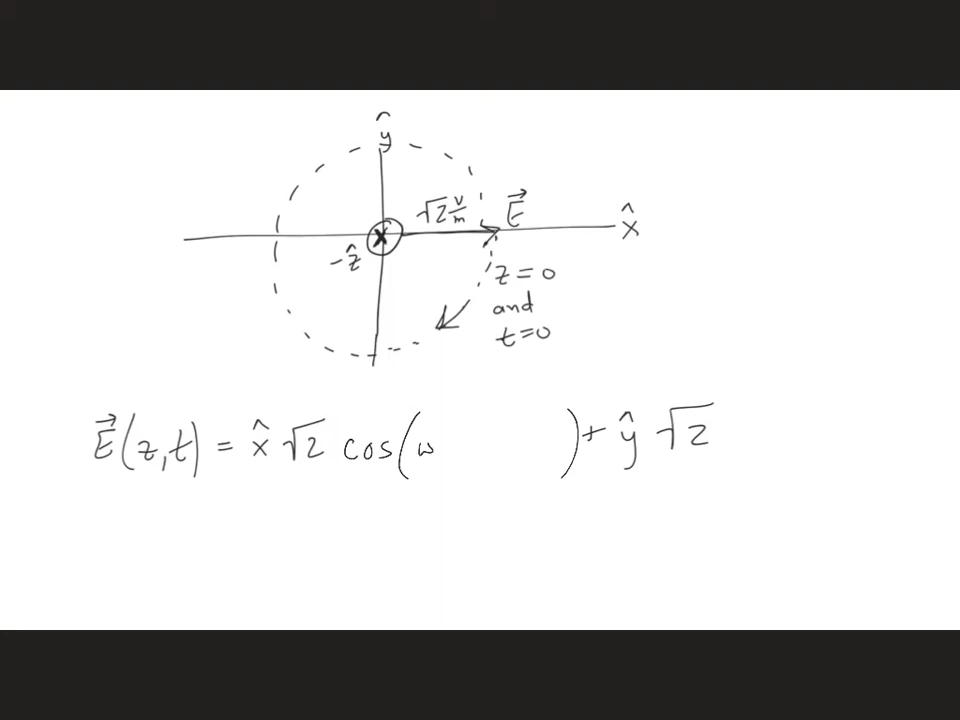 ŷ
√2 V/m
E⃗
x̂
x
-ẑ
z=0
and
t=0
E⃗(z,t) = x̂ √2 cos(ω          )+ ŷ √2